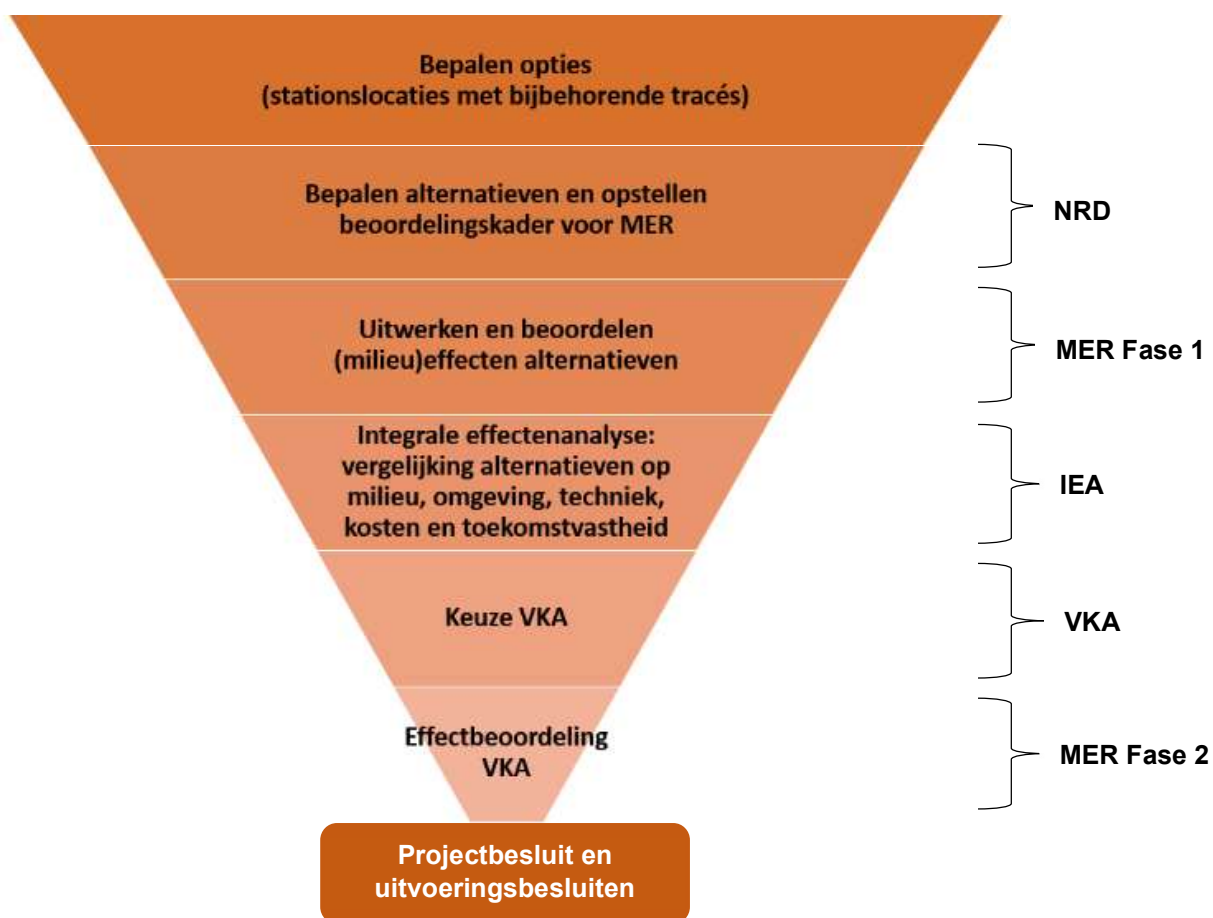 Bepalen opties
(stationslocaties met bijbehorende tracés)
Bepalen alternatieven en opstellen
beoordelingskader voor MER
NRD
Uitwerken en beoordelen
(milieu)effecten alternatieven
MER Fase 1
Integrale effectenanalyse:
vergelijking alternatieven op
milieu, omgeving, techniek,
kosten en toekomstvastheid
IEA
Keuze VKA
VKA
Effectbeoordeling
VKA
MER Fase 2
Projectbesluit en
uitvoeringsbesluiten